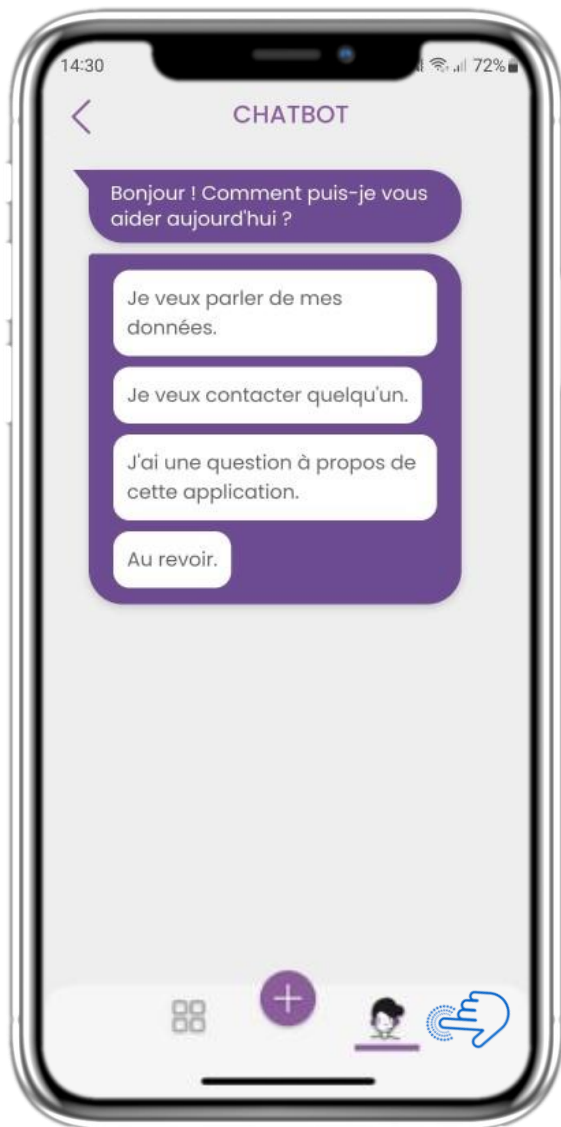 14:30
72%
CHATBOT
Bonjour ! Comment puis-je vous
aider aujourd'hui ?
Je veux parler de mes
données.
Je veux contacter quelqu'un.
J'ai une question à propos de
cette application.
Au revoir.